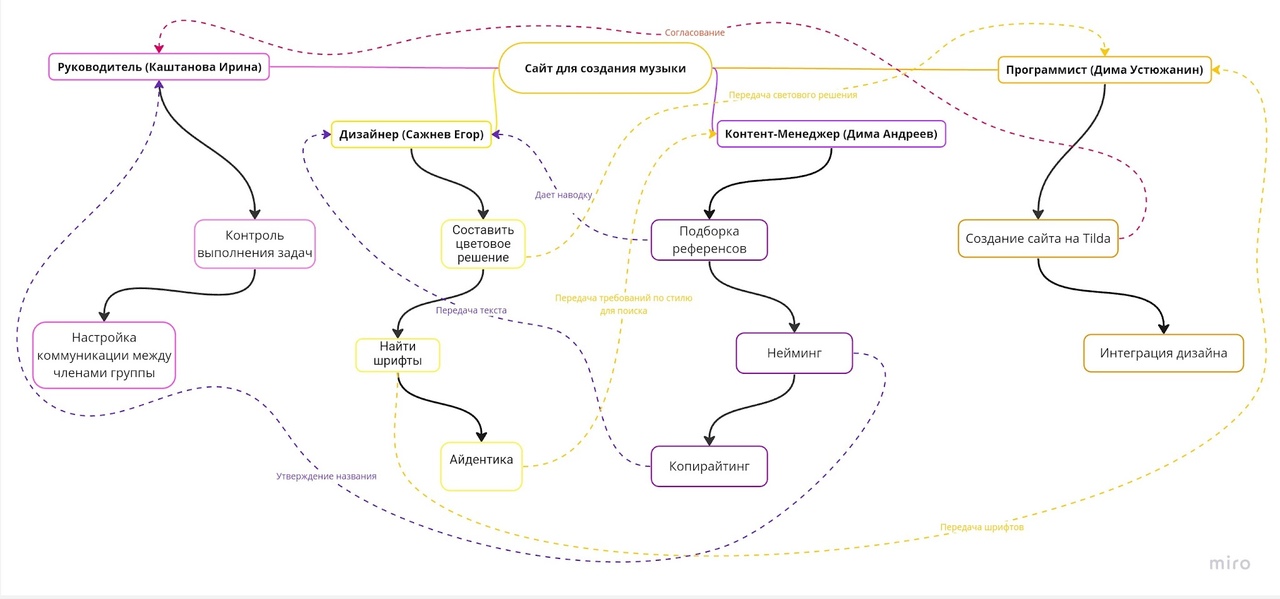 Согласование
Руководитель (Каштанова Ирина)
Сайт для создания музыки
Программист (Дима Устюжанин)
Передача светового решения
Дизайнер (Сажнев Егор)
Контент-Менеджер (Дима Андреев)
Дает наводку
Контроль
выполнения задач
Составить
цветовое
решение
Подборка
референсов
Создание сайта на Tilda
Передача требований по стилю
для поиска
Передача текста
Настройка
коммуникации между
членами группы
Найти
шрифты
Нейминг
Интеграция дизайна
Айдентика
Копирайтинг
Утверждение названия
Передача шрифтов
miro